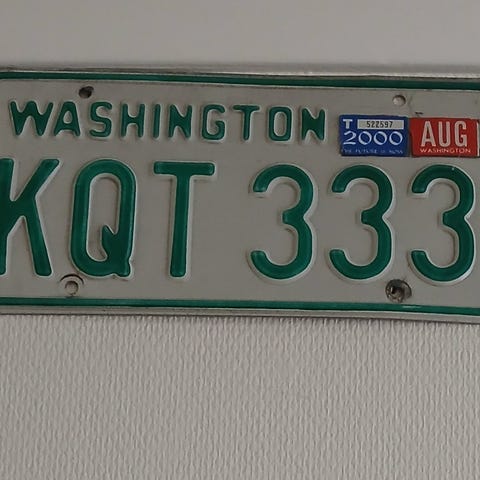 WASHINGTON
T 522597
2000
THE FUTURE IS NOW
AUG
WASHINGTON
KQT 333